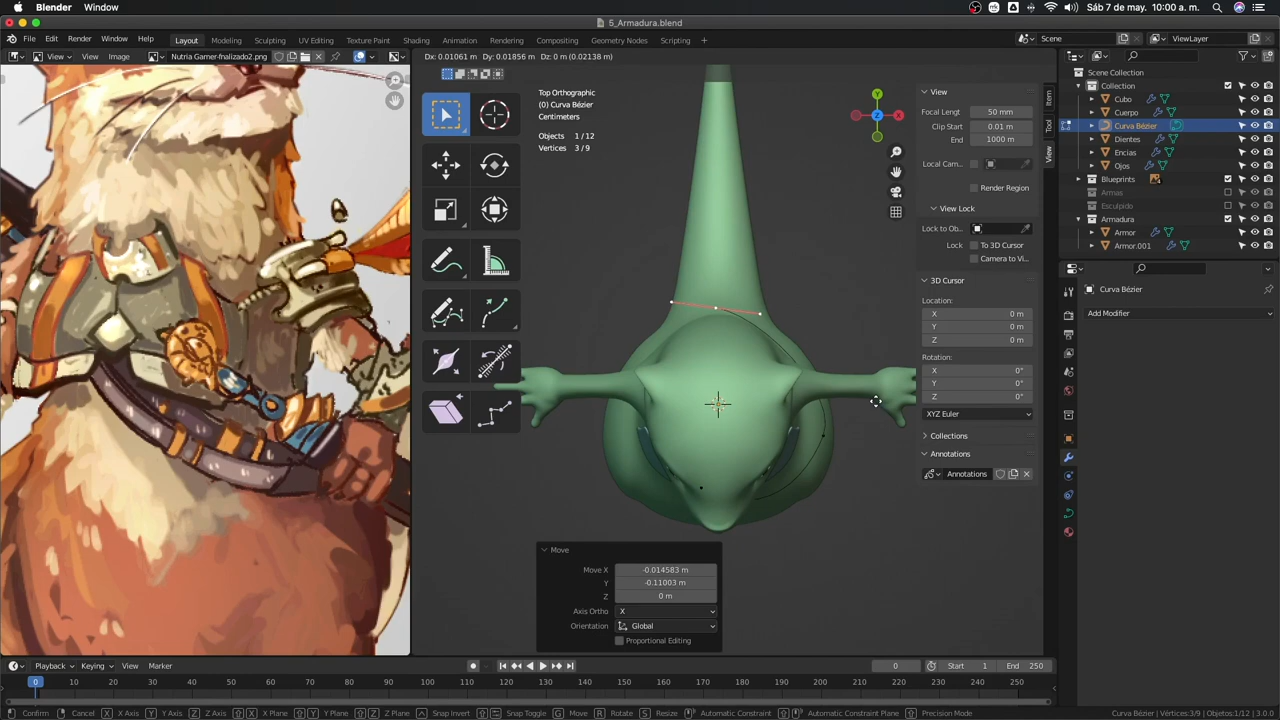 Blender Window
Sáb 7 de may. 10:00 a. m.
5_Armadura.blend
File Edit Render Window Help
Layout Modeling Sculpting UV Editing Texture Paint Shading Animation Rendering Compositing Geometry Nodes Scripting
Scene
ViewLayer
View View Image
Nutria Gamer-fnalizado2.png
Dx: 0.01061 m Dy: 0.01856 m Dz: 0 m (0.02138 m)
Top Orthographic
(0) Curva Bézier
Centimeters
Objects 1 / 12
Vertices 3 / 9
Y
Z
X
Item
Tool
View
View
Focal Lengt 50 mm
Clip Start 0.01 m
End 1000 m
Local Cam...
Render Region
View Lock
Lock to Ob...
Lock To 3D Cursor
Camera to Vi...
3D Cursor
Location:
X 0 m
Y 0 m
Z 0 m
Rotation:
X 0°
Y 0°
Z 0°
XYZ Euler
Collections
Annotations
Annotations
Scene Collection
Collection
Cubo
Cuerpo
Curva Bézier
Dientes
Encias
Ojos
Blueprints
Armas
Esculpido
Armadura
Armor
Armor.001
Curva Bézier
Add Modifier
Move
Move X -0.014583 m
Y -0.11003 m
Z 0 m
Axis Ortho X
Orientation Global
Proportional Editing
Playback Keying View Marker
0 Start 1 End 250
0 10 20 30 40 50 60 70 80 90 100 110 120 130 140 150 160 170 180 190 200 210 220 230 240 250
Confirm Cancel X X Axis Y Y Axis Z Z Axis X X Plane Y Y Plane Z Z Plane Snap Invert Snap Toggle G Move R Rotate S Resize Automatic Constraint Automatic Constraint Plane Precision Mode
Curva Bézier | Vértices:3/9 | Objetos:1/12 | 3.0.0